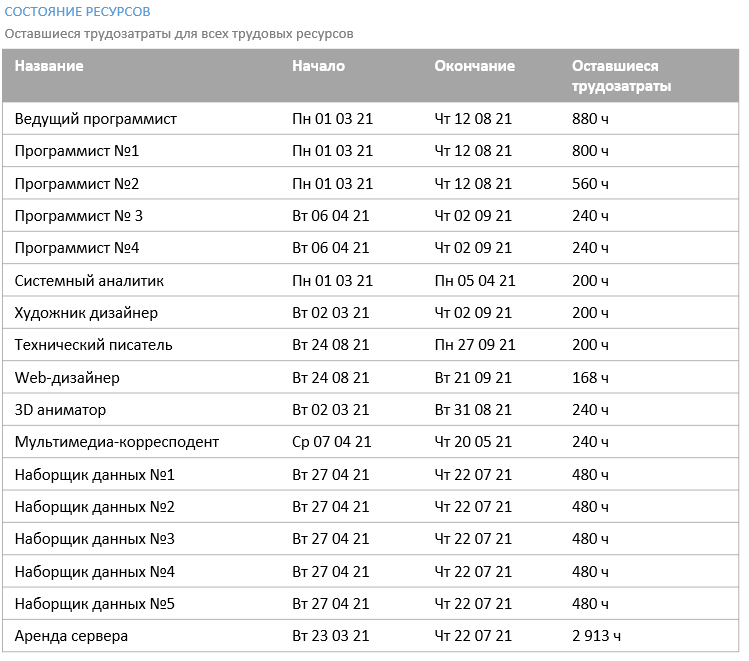 СОСТОЯНИЕ РЕСУРСОВ
Оставшиеся трудозатраты для всех трудовых ресурсов
Название Начало Окончание Оставшиеся трудозатраты
Ведущий программист Пн 01 03 21 Чт 12 08 21 880 ч
Программист №1 Пн 01 03 21 Чт 12 08 21 800 ч
Программист №2 Пн 01 03 21 Чт 12 08 21 560 ч
Программист № 3 Вт 06 04 21 Чт 02 09 21 240 ч
Программист №4 Вт 06 04 21 Чт 02 09 21 240 ч
Системный аналитик Пн 01 03 21 Пн 05 04 21 200 ч
Художник дизайнер Вт 02 03 21 Чт 02 09 21 200 ч
Технический писатель Вт 24 08 21 Пн 27 09 21 200 ч
Web-дизайнер Вт 24 08 21 Вт 21 09 21 168 ч
3D аниматор Вт 02 03 21 Вт 31 08 21 240 ч
Мультимедиа-корресподент Ср 07 04 21 Чт 20 05 21 240 ч
Наборщик данных №1 Вт 27 04 21 Чт 22 07 21 480 ч
Наборщик данных №2 Вт 27 04 21 Чт 22 07 21 480 ч
Наборщик данных №3 Вт 27 04 21 Чт 22 07 21 480 ч
Наборщик данных №4 Вт 27 04 21 Чт 22 07 21 480 ч
Наборщик данных №5 Вт 27 04 21 Чт 22 07 21 480 ч
Аренда сервера Вт 23 03 21 Чт 22 07 21 2 913 ч